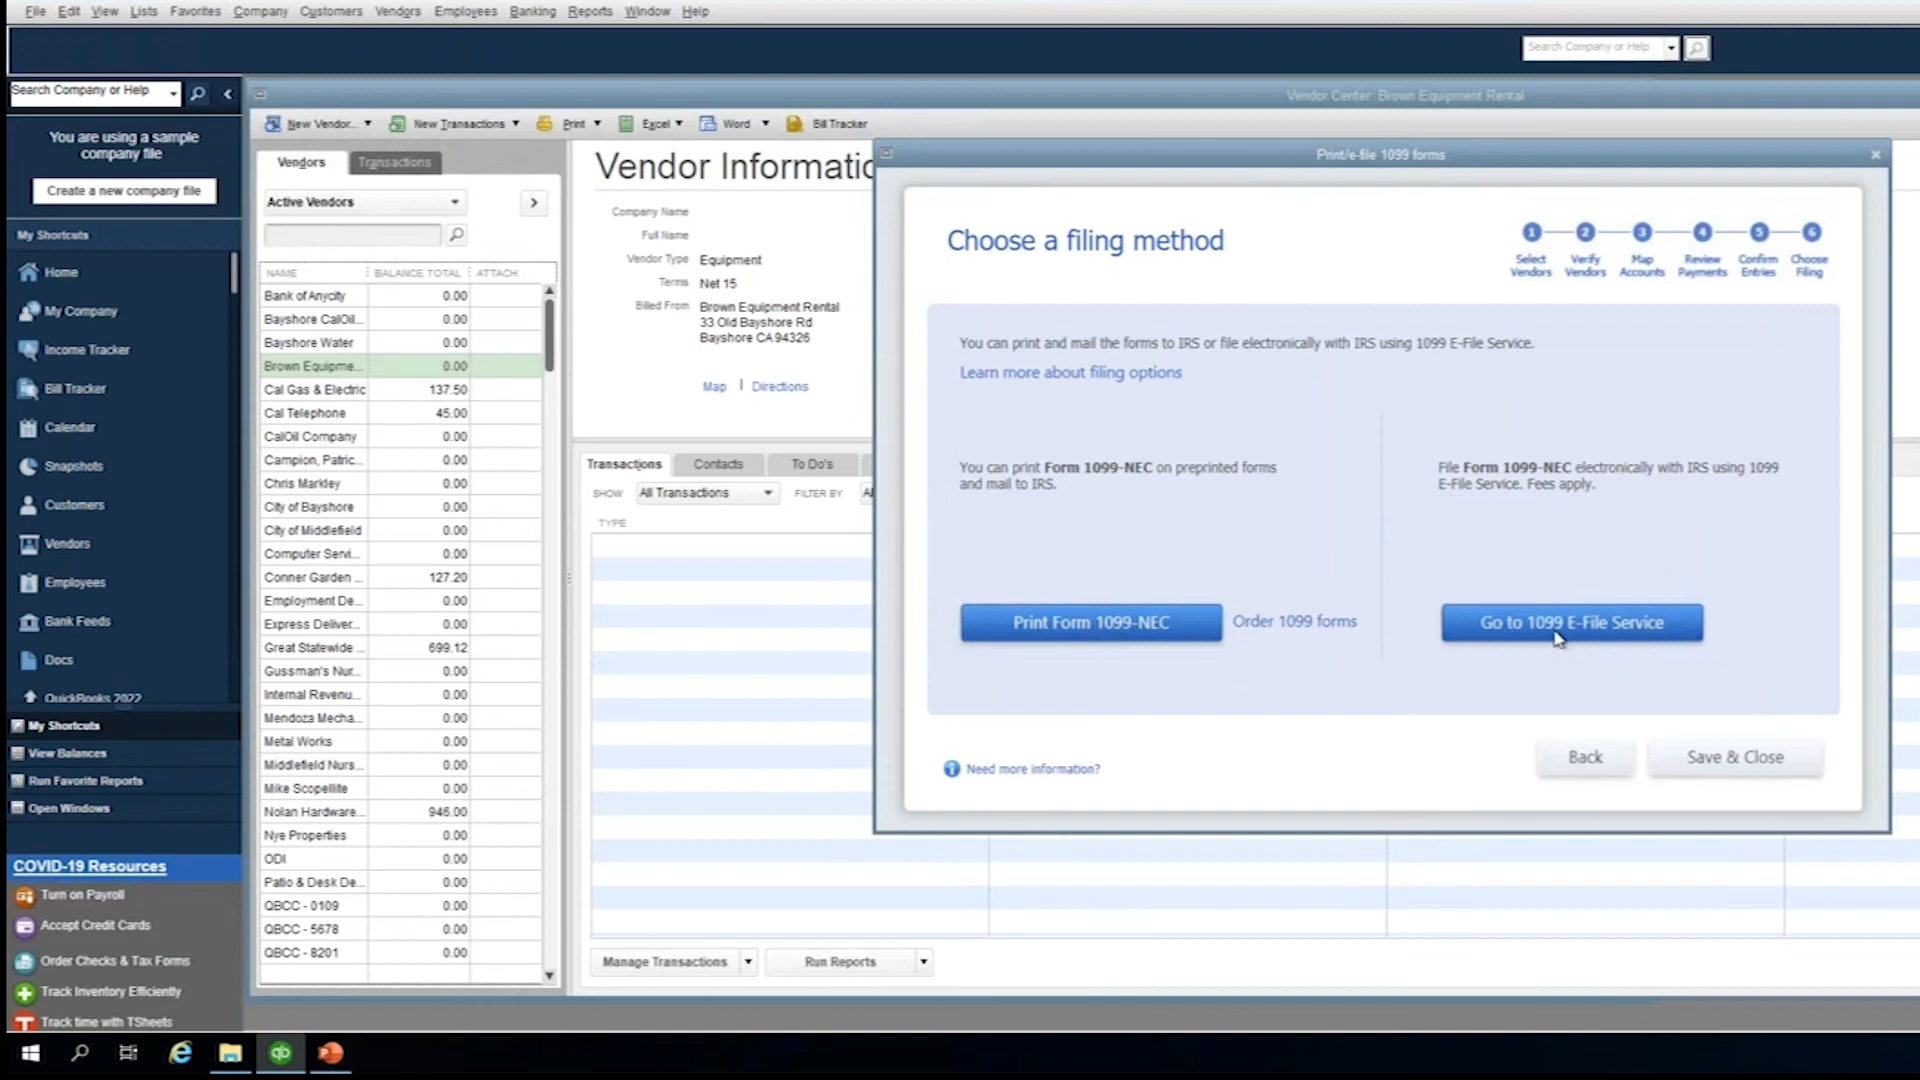 File Edit View Lists Favorites Company Customers Vendors Employees Banking Reports Window Help
Search Company or Help
Search Company or Help
You are using a sample
company file
Create a new company file
My Shortcuts
Home
My Company
Income Tracker
Bill Tracker
Calendar
Snapshots
Customers
Vendors
Employees
Bank Feeds
Docs
QuickBooks 2022
My Shortcuts
View Balances
Run Favorite Reports
Open Windows
COVID-19 Resources
Turn on Payroll
Accept Credit Cards
Order Checks & Tax Forms
Track Inventory Efficiently
Track time with TSheets
Vendor Center: Brown Equipment Rental
New Vendor... New Transactions Print Excel Word Bill Tracker
Vendors Transactions
Active Vendors
NAME BALANCE TOTAL ATTACH
Bank of Anycity 0.00
Bayshore CalOil... 0.00
Bayshore Water 0.00
Brown Equipme... 0.00
Cal Gas & Electric 137.50
Cal Telephone 45.00
CalOil Company 0.00
Campion, Patric... 0.00
Chris Markley 0.00
City of Bayshore 0.00
City of Middlefield 0.00
Computer Servi... 0.00
Conner Garden ... 127.20
Employment De... 0.00
Express Deliver... 0.00
Great Statewide ... 699.12
Gussman's Nur... 0.00
Internal Revenu... 0.00
Mendoza Mecha... 0.00
Metal Works 0.00
Middlefield Nurs... 0.00
Mike Scopellite 0.00
Nolan Hardware... 946.00
Nye Properties 0.00
ODI 0.00
Patio & Desk De... 0.00
QBCC - 0109 0.00
QBCC - 5678 0.00
QBCC - 8201 0.00
Vendor Informatio
Company Name
Full Name
Vendor Type Equipment
Terms Net 15
Billed From Brown Equipment Rental
33 Old Bayshore Rd
Bayshore CA 94326
Map | Directions
Transactions Contacts To Do's
SHOW All Transactions FILTER BY Al
TYPE
Manage Transactions Run Reports
Print/e-file 1099 forms
Choose a filing method
1 2 3 4 5 6
Select Verify Map Review Confirm Choose
Vendors Vendors Accounts Payments Entries Filing
You can print and mail the forms to IRS or file electronically with IRS using 1099 E-File Service.
Learn more about filing options
You can print Form 1099-NEC on preprinted forms
and mail to IRS.
File Form 1099-NEC electronically with IRS using 1099
E-File Service. Fees apply.
Print Form 1099-NEC Order 1099 forms
Go to 1099 E-File Service
Need more information?
Back Save & Close